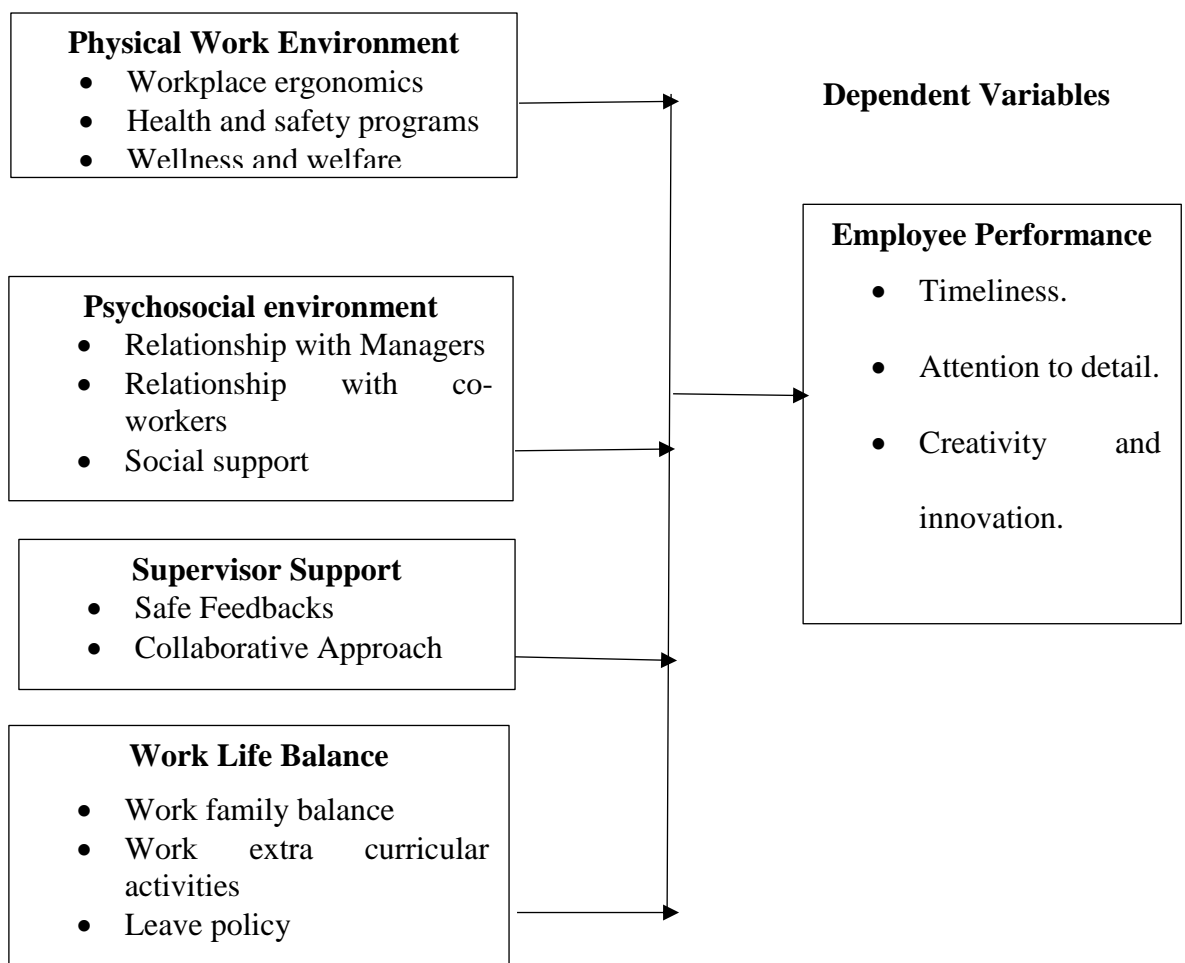 Physical Work Environment
• Workplace ergonomics
• Health and safety programs
• Wellness and welfare
Dependent Variables
Employee Performance
• Timeliness.
• Attention to detail.
• Creativity and
innovation.
Psychosocial environment
• Relationship with Managers
• Relationship with co-
workers
• Social support
Supervisor Support
• Safe Feedbacks
• Collaborative Approach
Work Life Balance
• Work family balance
• Work extra curricular
activities
• Leave policy